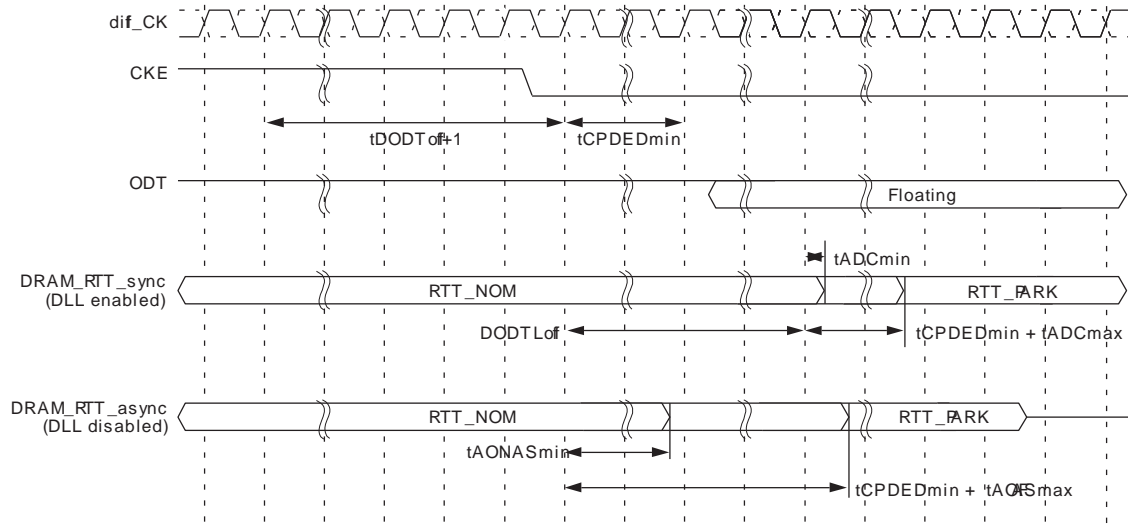 dif_CK
CKE
tDODToff+1
tCPDEDmin
ODT
Floating
tADCmin
DRAM_RTT_sync
(DLL enabled)
RTT_NOM
RTT_PARK
DODTLoff
tCPDEDmin + tADCmax
DRAM_RTT_async
(DLL disabled)
RTT_NOM
RTT_PARK
tAONASmin
tCPDEDmin + tAOFASmax